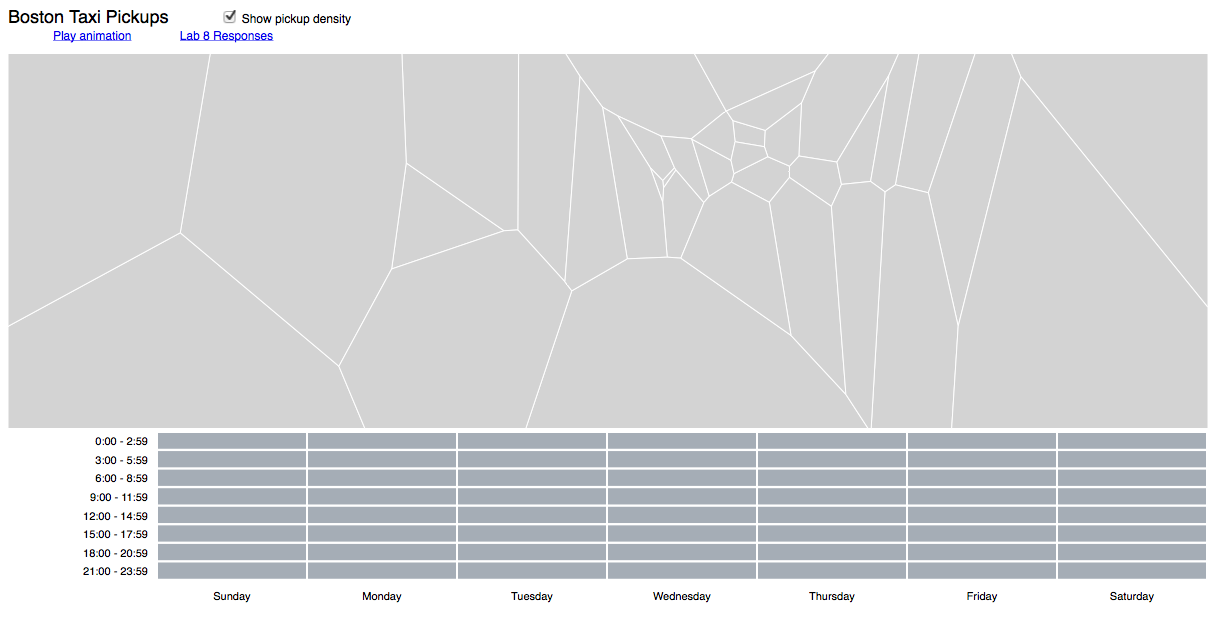 Boston Taxi Pickups
Show pickup density
Play animation
Lab 8 Responses
0:00 - 2:59
3:00 - 5:59
6:00 - 8:59
9:00 - 11:59
12:00 - 14:59
15:00 - 17:59
18:00 - 20:59
21:00 - 23:59
Sunday Monday Tuesday Wednesday Thursday Friday Saturday